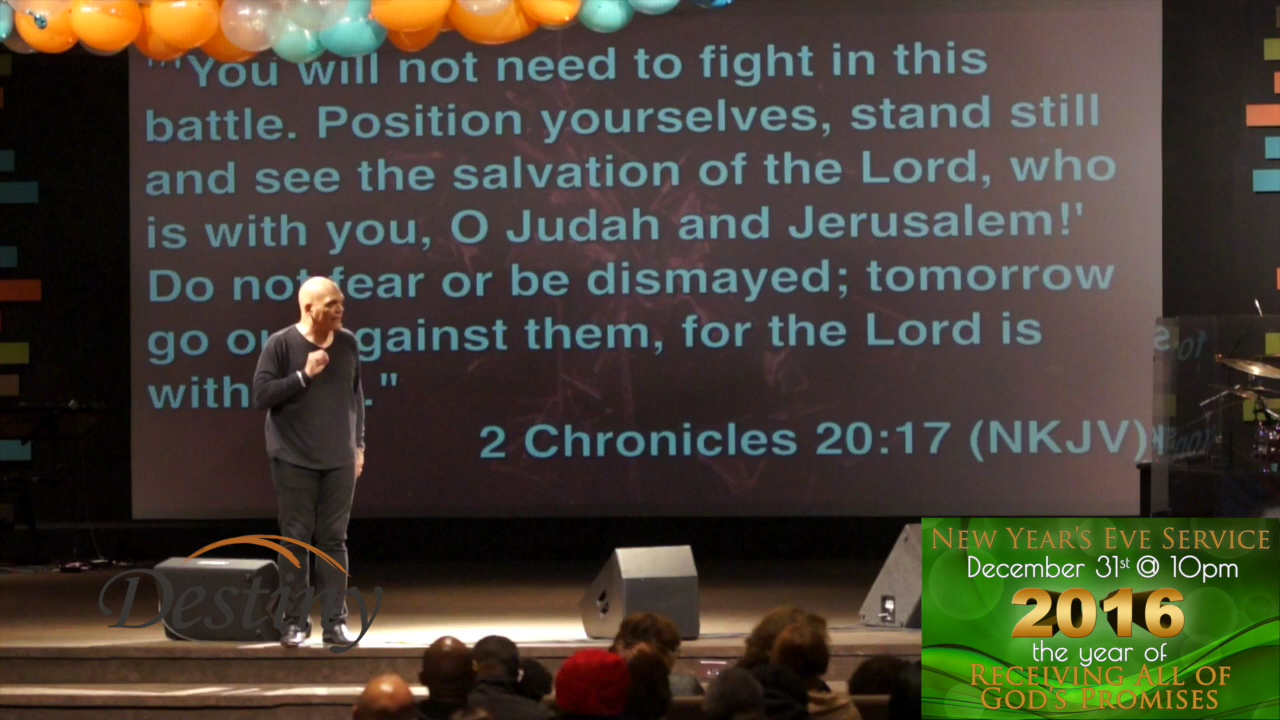 "'You will not need to fight in this
battle. Position yourselves, stand still
and see the salvation of the Lord, who
is with you, O Judah and Jerusalem!'
Do not fear or be dismayed; tomorrow
go against them, for the Lord is
with ."
2 Chronicles 20:17 (NKJV)
Destiny
New Year's Eve Service
December 31st @ 10pm
2016
the year of
Receiving All of
God's Promises